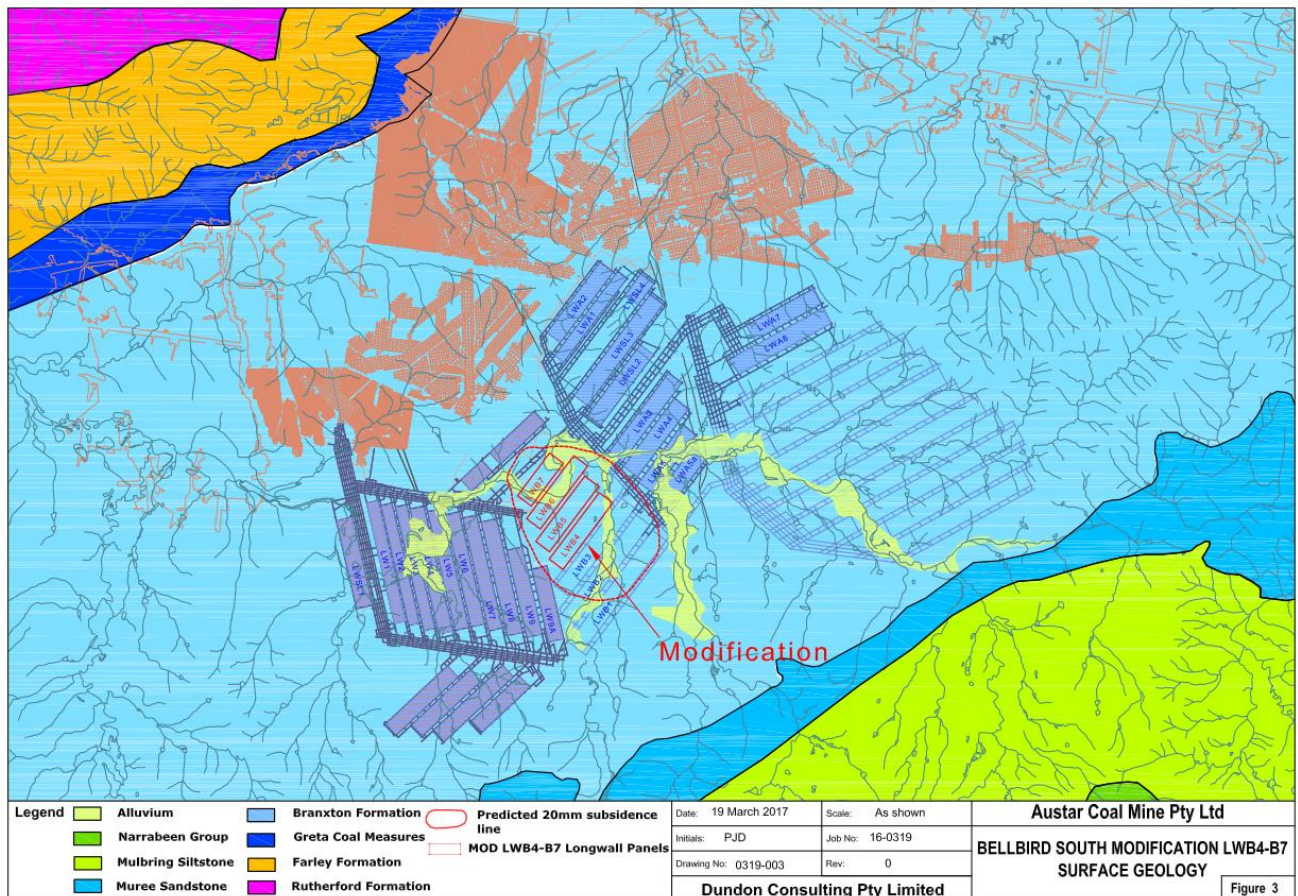 LWA2
LWA1
LWSL4
LWSL3
LWSL2
LWA7
LWA8
LWA3
LWA4
LWA5a
LWB7
LWB6
LWB5
LWB4
LWB3
LWB2
LWB1
LWSL1
LW1
LW2
LW3
LW4
LW5
LW6
LW7
LW8
LW9
LW9A
Modification
Legend
Alluvium
Narrabeen Group
Mulbring Siltstone
Muree Sandstone
Branxton Formation
Greta Coal Measures
Farley Formation
Rutherford Formation
Predicted 20mm subsidence
line
MOD LWB4-B7 Longwall Panels
Date: 19 March 2017
Scale: As shown
Initials: PJD
Job No: 16-0319
Drawing No: 0319-003
Rev: 0
Dundon Consulting Pty Limited
Austar Coal Mine Pty Ltd
BELLBIRD SOUTH MODIFICATION LWB4-B7
SURFACE GEOLOGY
Figure 3